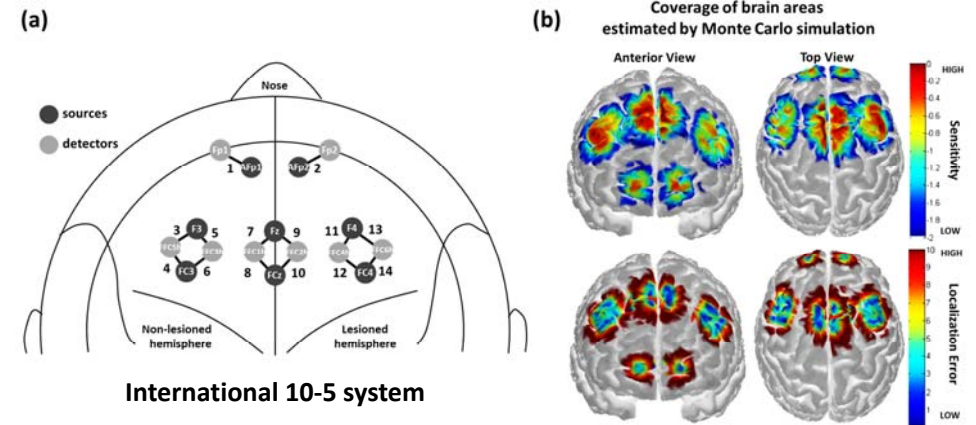 (a)
Nose
sources
detectors
Fp1
Fp2
1
AFp1
AFp2
2
3
F3
5
7
Fz
9
11
F4
13
4
FC3
6
8
FCz
10
12
FC4
14
Non-lesioned
hemisphere
Lesioned
hemisphere
International 10-5 system
(b)
Coverage of brain areas
estimated by Monte Carlo simulation
Anterior View
Top View
0
HIGH
-0.2
-0.4
-0.6
-0.8
-1
-1.2
-1.4
-1.6
-1.8
-2
LOW
Sensitivity
10
HIGH
9
8
7
6
5
4
3
2
1
LOW
Localization Error